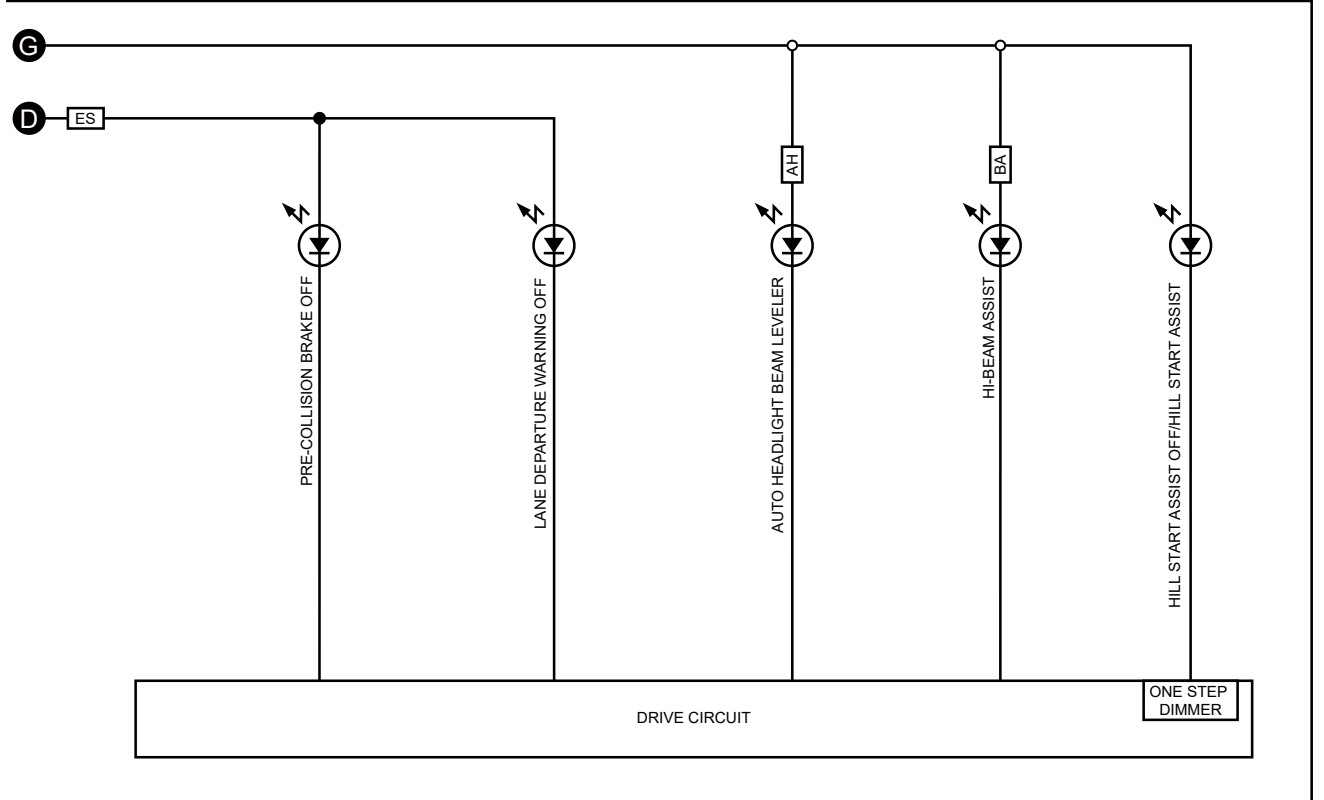 G
D
ES
AH
BA
PRE-COLLISION BRAKE OFF
LANE DEPARTURE WARNING OFF
AUTO HEADLIGHT BEAM LEVELER
HI-BEAM ASSIST
HILL START ASSIST OFF/HILL START ASSIST
ONE STEP
DIMMER
DRIVE CIRCUIT